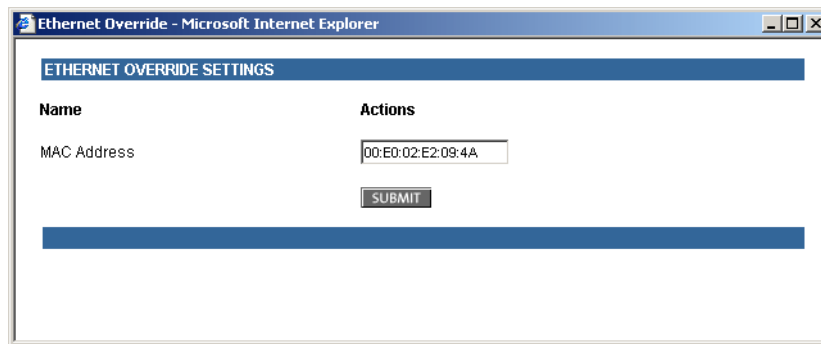 Ethernet Override - Microsoft Internet Explorer
ETHERNET OVERRIDE SETTINGS
Name Actions
MAC Address 00:E0:02:E2:09:4A
SUBMIT